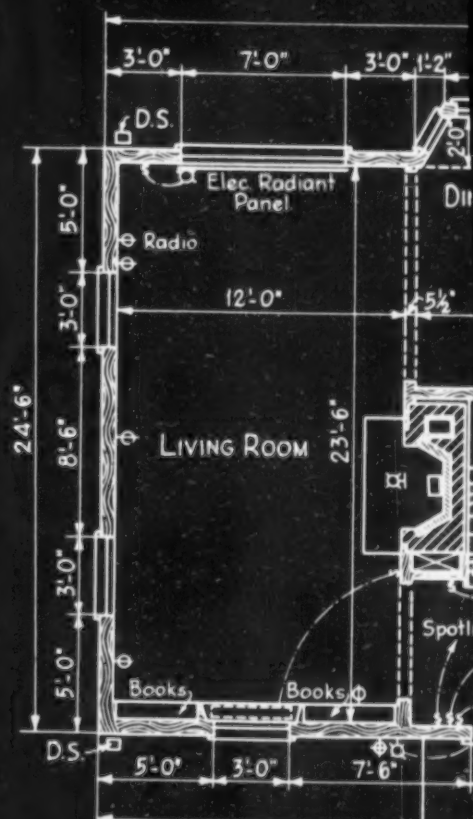 3'-0" 7'-0" 3'-0" 1'-2"
D.S.
2'-0"
Elec. Radiant
Panel
5'-0"
Radio
3'-0"
12'-0"
5½"
24'-6"
8'-6"
LIVING ROOM
23'-6"
3'-0"
5'-0"
Books
Books
D.S.
5'-0" 3'-0" 7'-6"